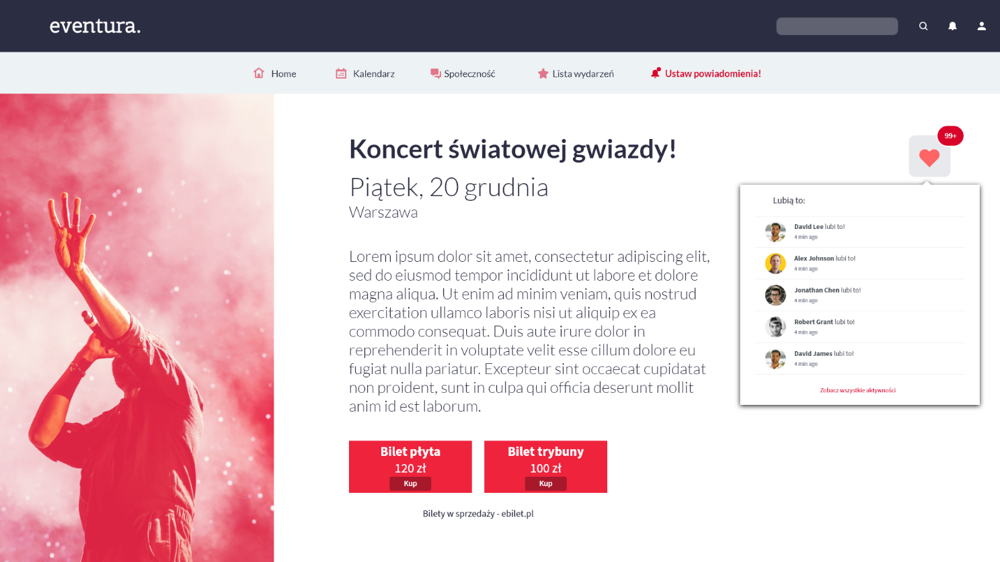 eventura.
Home
Kalendarz
Społeczność
Lista wydarzeń
Ustaw powiadomienia!
Koncert światowej gwiazdy!
Piątek, 20 grudnia
Warszawa
Lorem ipsum dolor sit amet, consectetur adipiscing elit,
sed do eiusmod tempor incididunt ut labore et dolore
magna aliqua. Ut enim ad minim veniam, quis nostrud
exercitation ullamco laboris nisi ut aliquip ex ea
commodo consequat. Duis aute irure dolor in
reprehenderit in voluptate velit esse cillum dolore eu
fugiat nulla pariatur. Excepteur sint occaecat cupidatat
non proident, sunt in culpa qui officia deserunt mollit
anim id est laborum.
Bilet płyta
120 zł
Kup
Bilet trybuny
100 zł
Kup
Bilety w sprzedaży - ebilet.pl
99+
Lubią to:
David Lee lubi to!
4 min ago
Alex Johnson lubi to!
4 min ago
Jonathan Chen lubi to!
4 min ago
Robert Grant lubi to!
4 min ago
David James lubi to!
4 min ago
Zobacz wszystkie aktywności